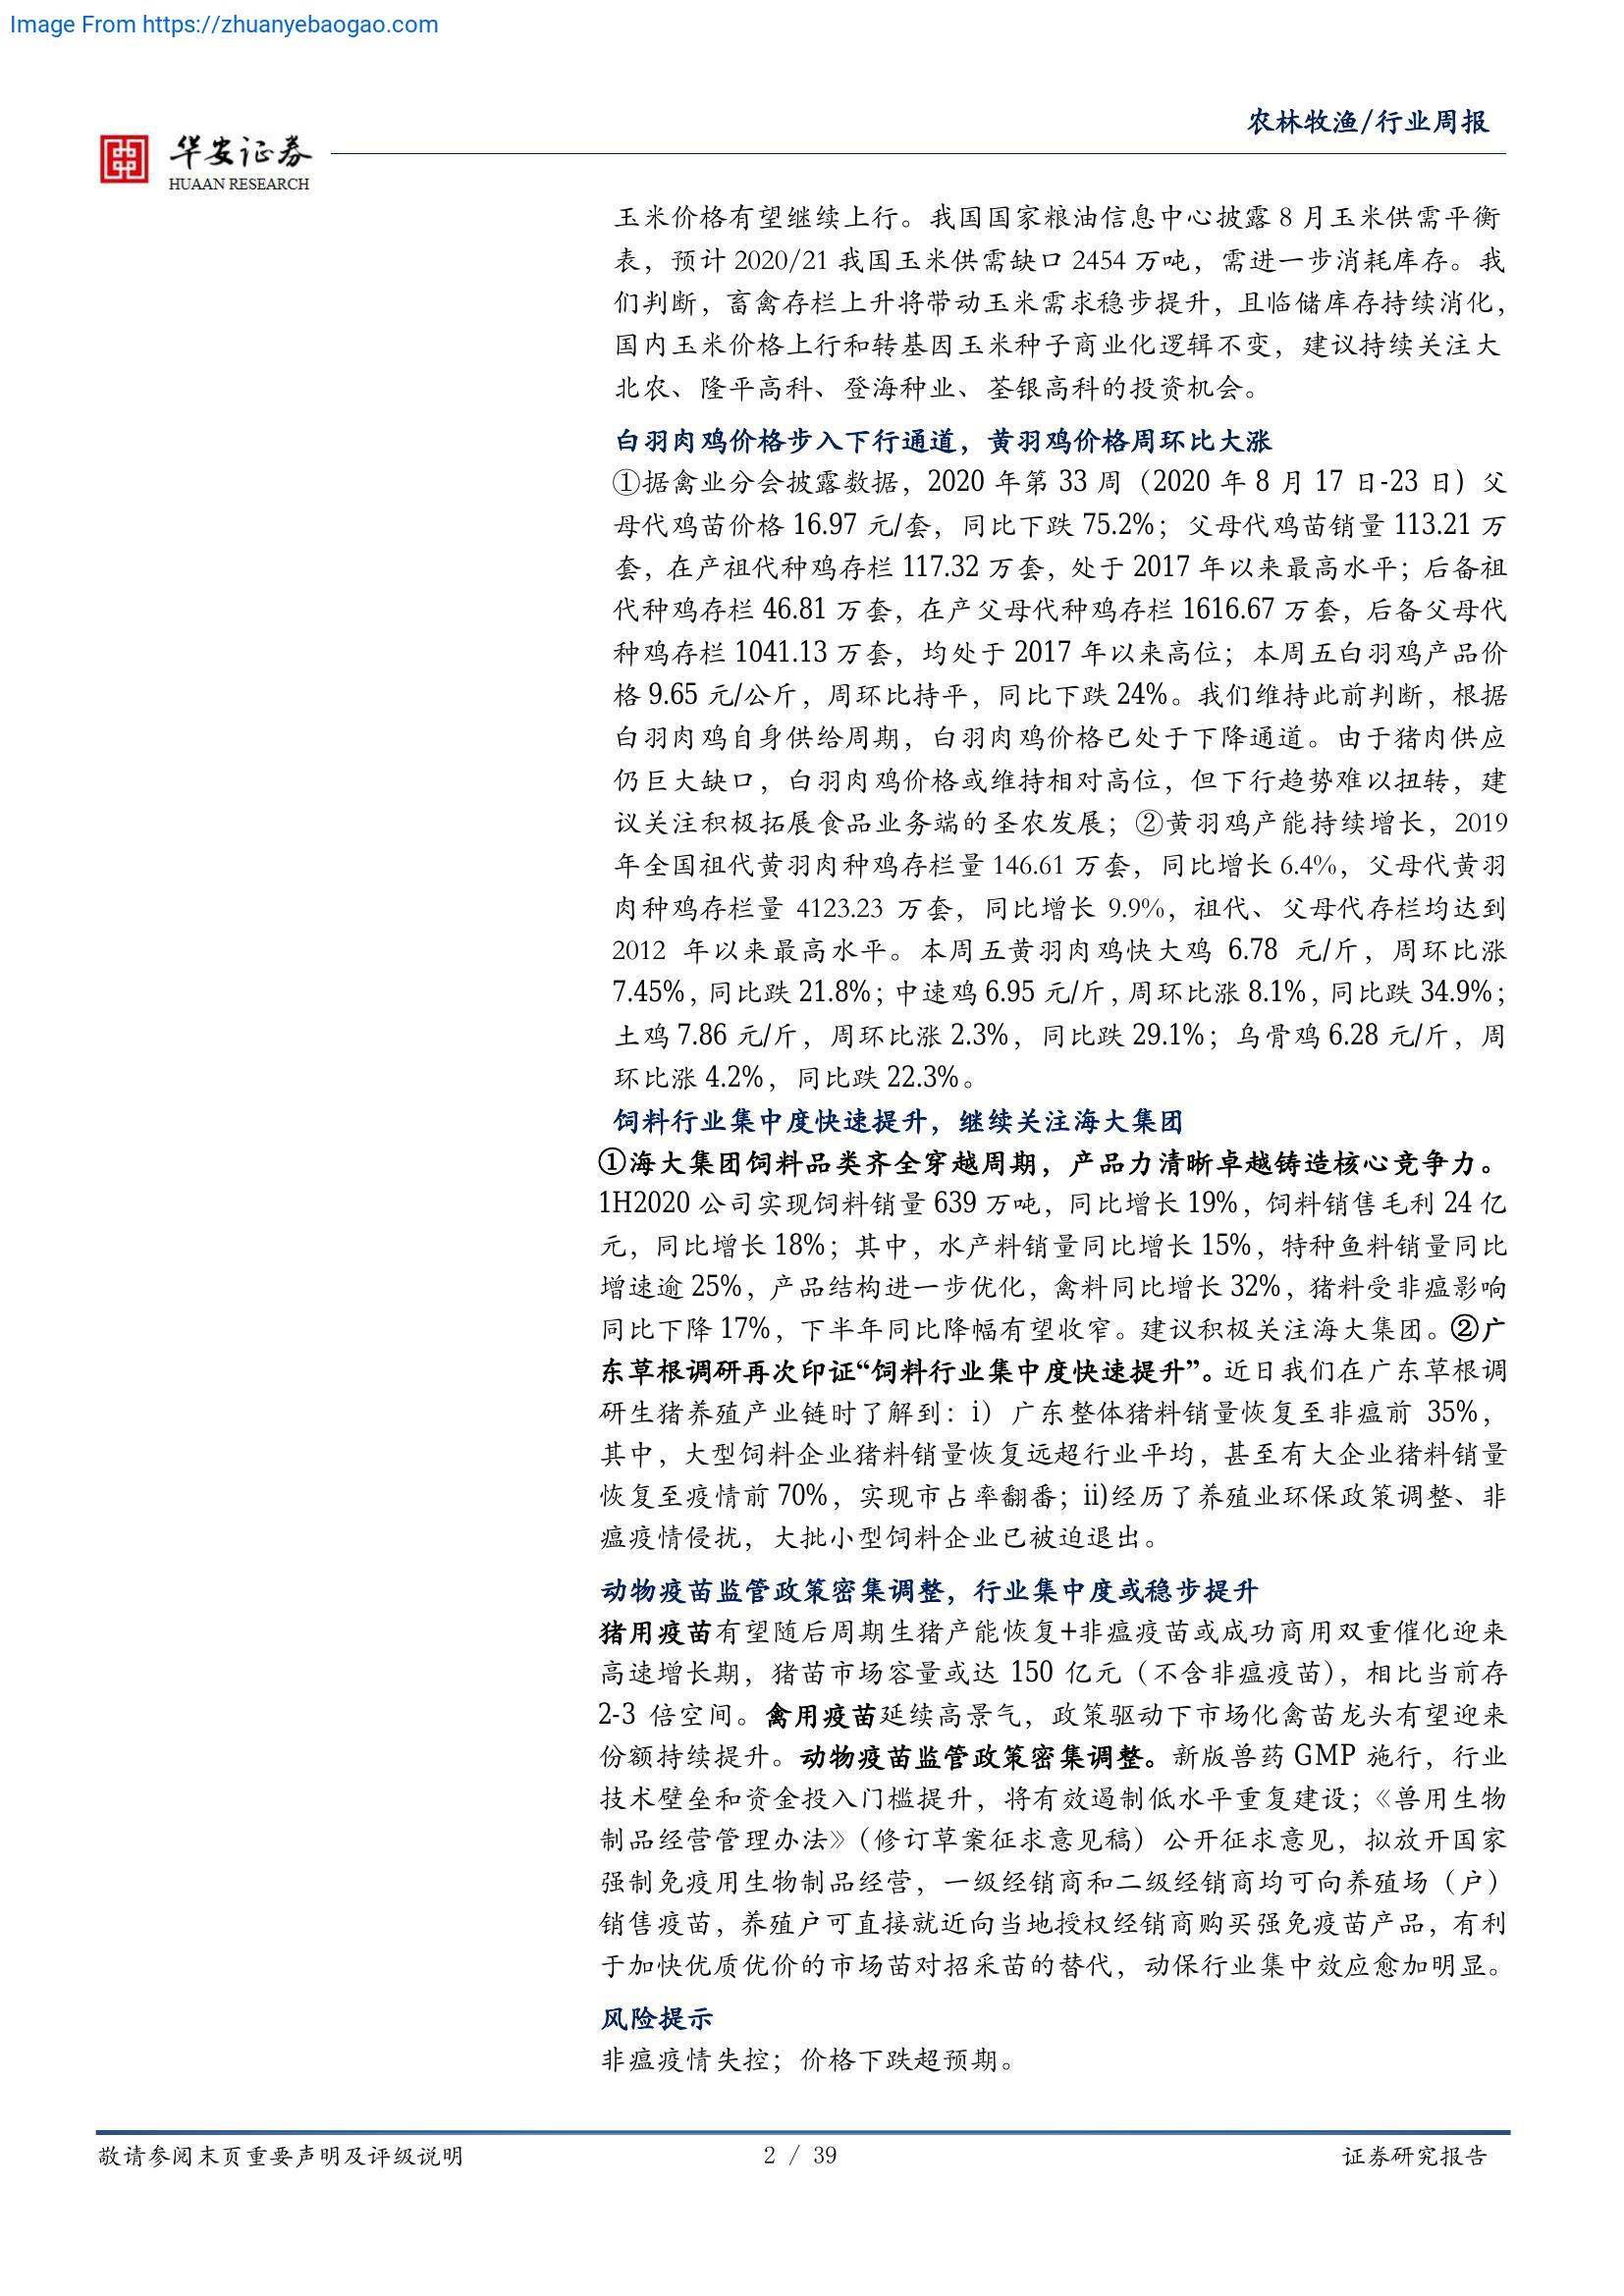 Image From https://zhuanyebaogao.com
农林牧渔/行业周报
华安证券
HUAAN RESEARCH
玉米价格有望继续上行。我国国家粮油信息中心披露 8 月玉米供需平衡
表，预计 2020/21 我国玉米供需缺口 2454 万吨，需进一步消耗库存。我
们判断，畜禽存栏上升将带动玉米需求稳步提升，且临储库存持续消化，
国内玉米价格上行和转基因玉米种子商业化逻辑不变，建议持续关注大
北农、隆平高科、登海种业、荃银高科的投资机会。
白羽肉鸡价格步入下行通道，黄羽鸡价格周环比大涨
①据禽业分会披露数据，2020 年第 33 周（2020 年 8 月 17 日-23 日）父
母代鸡苗价格 16.97 元/套，同比下跌 75.2%；父母代鸡苗销量 113.21 万
套，在产祖代种鸡存栏 117.32 万套，处于 2017 年以来最高水平；后备祖
代种鸡存栏 46.81 万套，在产父母代种鸡存栏 1616.67 万套，后备父母代
种鸡存栏 1041.13 万套，均处于 2017 年以来高位；本周五白羽鸡产品价
格 9.65 元/公斤，周环比持平，同比下跌 24%。我们维持此前判断，根据
白羽肉鸡自身供给周期，白羽肉鸡价格已处于下降通道。由于猪肉供应
仍巨大缺口，白羽肉鸡价格或维持相对高位，但下行趋势难以扭转，建
议关注积极拓展食品业务端的圣农发展；②黄羽鸡产能持续增长，2019
年全国祖代黄羽肉种鸡存栏量 146.61 万套，同比增长 6.4%，父母代黄羽
肉种鸡存栏量 4123.23 万套，同比增长 9.9%，祖代、父母代存栏均达到
2012 年以来最高水平。本周五黄羽肉鸡快大鸡 6.78 元/斤，周环比涨
7.45%，同比跌 21.8%；中速鸡 6.95 元/斤，周环比涨 8.1%，同比跌 34.9%；
土鸡 7.86 元/斤，周环比涨 2.3%，同比跌 29.1%；乌骨鸡 6.28 元/斤，周
环比涨 4.2%，同比跌 22.3%。
饲料行业集中度快速提升，继续关注海大集团
①海大集团饲料品类齐全穿越周期，产品力清晰卓越铸造核心竞争力。
1H2020 公司实现饲料销量 639 万吨，同比增长 19%，饲料销售毛利 24 亿
元，同比增长 18%；其中，水产料销量同比增长 15%，特种鱼料销量同比
增速逾 25%，产品结构进一步优化，禽料同比增长 32%，猪料受非瘟影响
同比下降 17%，下半年同比降幅有望收窄。建议积极关注海大集团。②广
东草根调研再次印证“饲料行业集中度快速提升”。近日我们在广东草根调
研生猪养殖产业链时了解到：i）广东整体猪料销量恢复至非瘟前 35%，
其中，大型饲料企业猪料销量恢复远超行业平均，甚至有大企业猪料销量
恢复至疫情前 70%，实现市占率翻番；ii)经历了养殖业环保政策调整、非
瘟疫情侵扰，大批小型饲料企业已被迫退出。
动物疫苗监管政策密集调整，行业集中度或稳步提升
猪用疫苗有望随后周期生猪产能恢复+非瘟疫苗或成功商用双重催化迎来
高速增长期，猪苗市场容量或达 150 亿元（不含非瘟疫苗），相比当前存
2-3 倍空间。禽用疫苗延续高景气，政策驱动下市场化禽苗龙头有望迎来
份额持续提升。动物疫苗监管政策密集调整。新版兽药 GMP 施行，行业
技术壁垒和资金投入门槛提升，将有效遏制低水平重复建设；《兽用生物
制品经营管理办法》（修订草案征求意见稿）公开征求意见，拟放开国家
强制免疫用生物制品经营，一级经销商和二级经销商均可向养殖场（户）
销售疫苗，养殖户可直接就近向当地授权经销商购买强免疫苗产品，有利
于加快优质优价的市场苗对招采苗的替代，动保行业集中效应愈加明显。
风险提示
非瘟疫情失控；价格下跌超预期。
敬请参阅末页重要声明及评级说明
2 / 39
证券研究报告